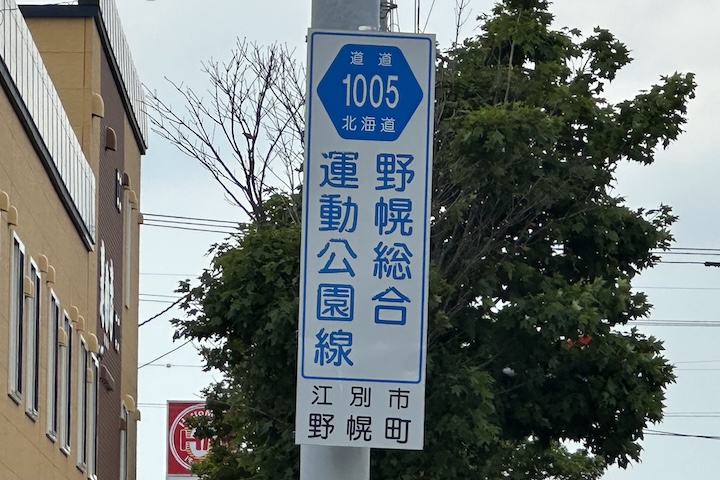 道道
1005
北海道
野幌総合
運動公園線
江別市
野幌町